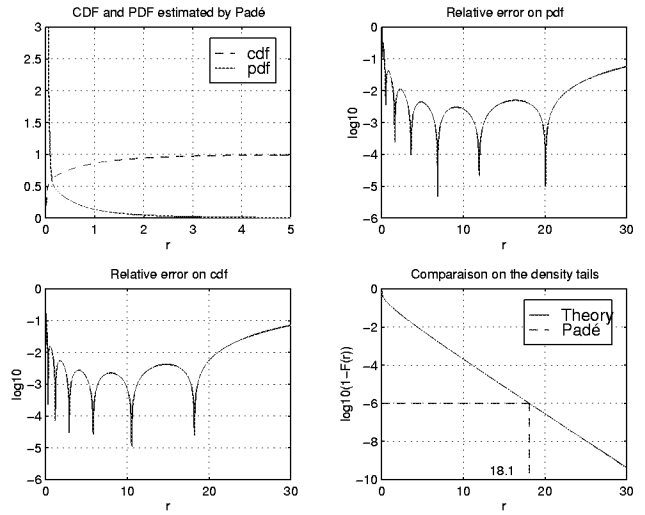 CDF and PDF estimated by Padé
3
2.5
2
1.5
1
0.5
0
0 1 2 3 4 5
r
cdf
pdf
Relative error on pdf
0
−1
−2
−3
−4
−5
−6
0 10 20 30
r
log10
Relative error on cdf
0
−1
−2
−3
−4
−5
−6
0 10 20 30
r
log10
Comparaison on the density tails
0
−2
−4
−6
−8
−10
0 10 20 30
r
log10(1−F(r))
Theory
Padé
18.1